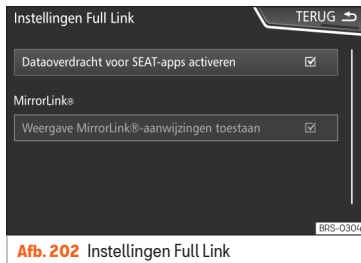 Instellingen Full Link
TERUG
Dataoverdracht voor SEAT-apps activeren
MirrorLink®
Weergave MirrorLink®-aanwijzingen toestaan
BRS-0304
Afb. 202 Instellingen Full Link